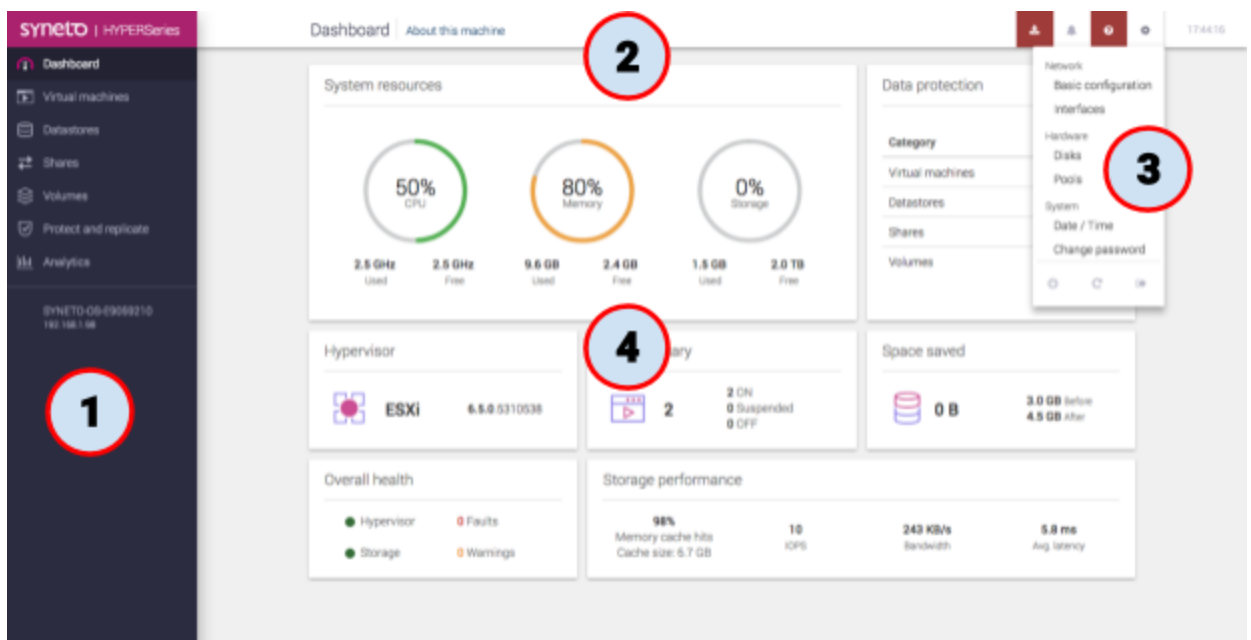 syneto | HYPERSeries
Dashboard
Virtual machines
Datastores
Shares
Volumes
Protect and replicate
Analytics
SYNETO-OS-E9059210
192.168.1.98
1
Dashboard About this machine
2
17:44:16
System resources
50%
CPU
80%
Memory
0%
Storage
2.5 GHz 2.5 GHz 9.6 GB 2.4 GB 1.5 GB 2.0 TB
Used Free Used Free Used Free
Data protection
Category
Virtual machines
Datastores
Shares
Volumes
Network
Basic configuration
Interfaces
Hardware
Disks
Pools
System
Date / Time
Change password
3
Hypervisor
ESXi 6.5.0 5310538
4
ary
2
2 ON
0 Suspended
0 OFF
Space saved
0 B
3.0 GB Before
4.5 GB After
Overall health
Hypervisor 0 Faults
Storage 0 Warnings
Storage performance
98%
Memory cache hits
Cache size: 6.7 GB
10
IOPS
243 KB/s
Bandwidth
5.8 ms
Avg. latency